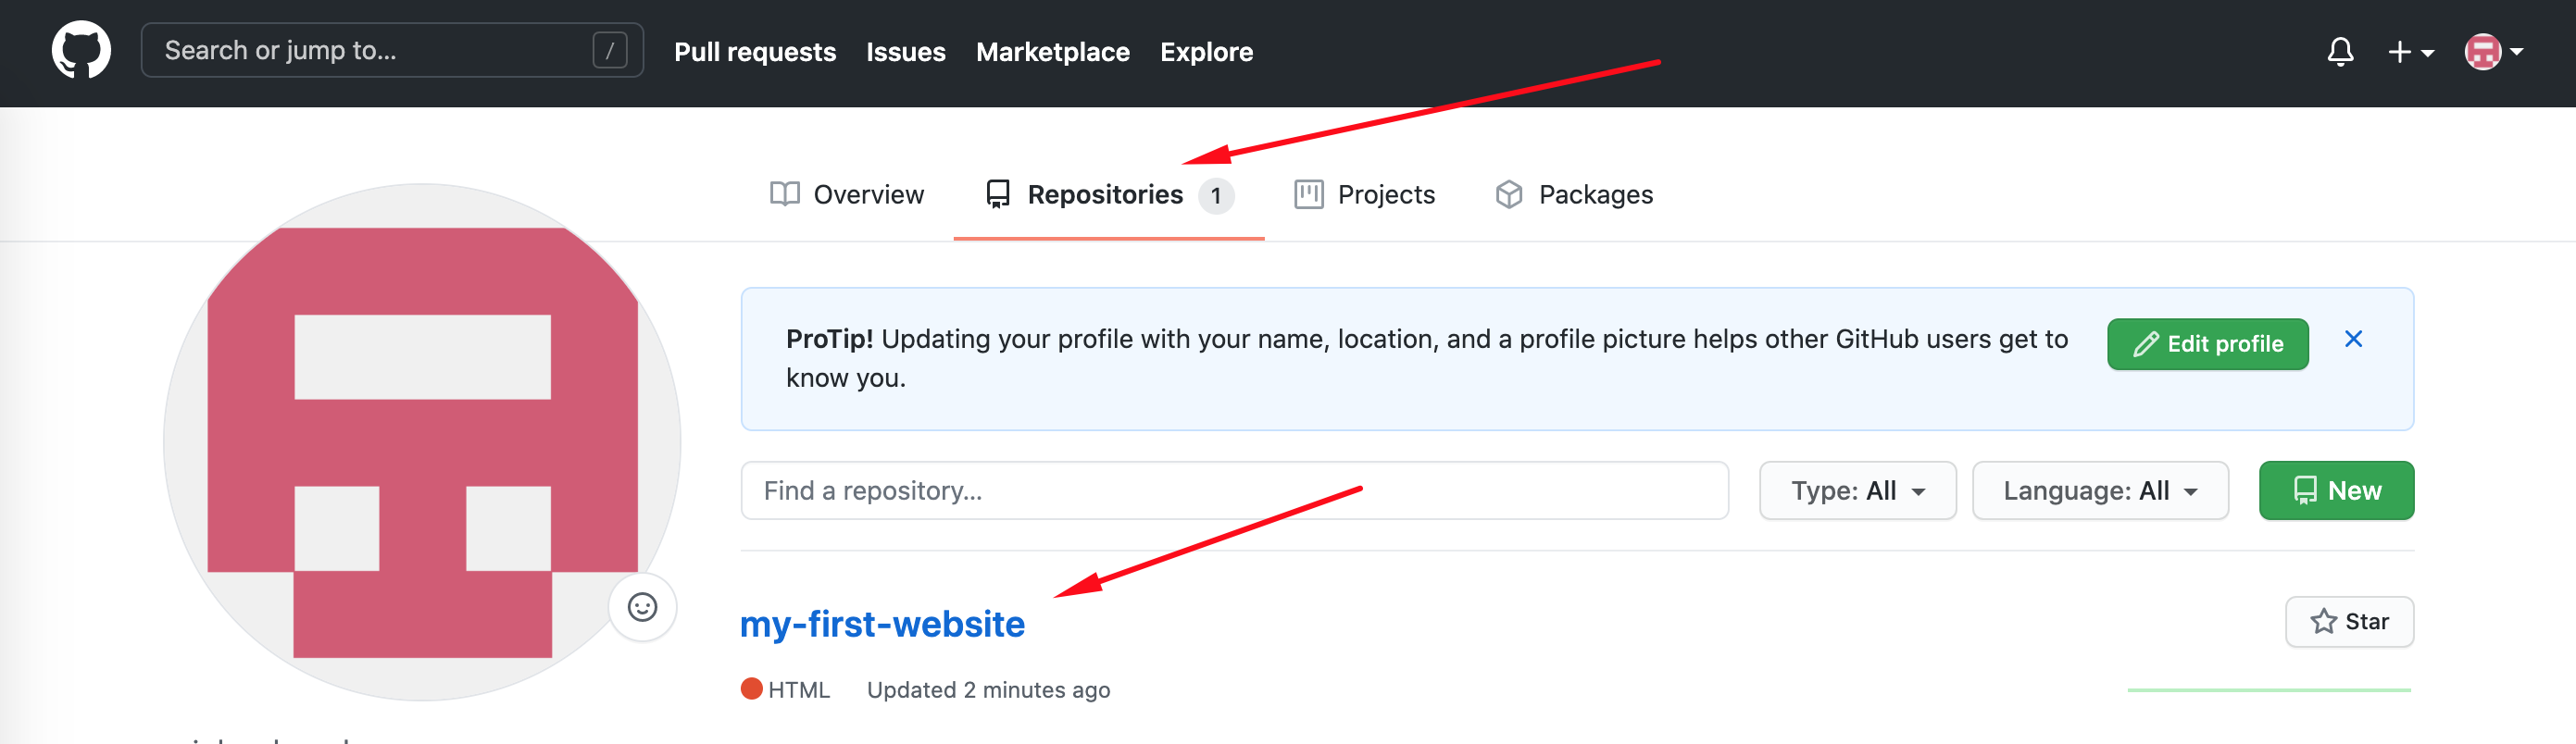 Search or jump to... / Pull requests Issues Marketplace Explore
Overview Repositories 1 Projects Packages
ProTip! Updating your profile with your name, location, and a profile picture helps other GitHub users get to
know you.
Edit profile
Find a repository... Type: All Language: All New
my-first-website
Star
HTML Updated 2 minutes ago